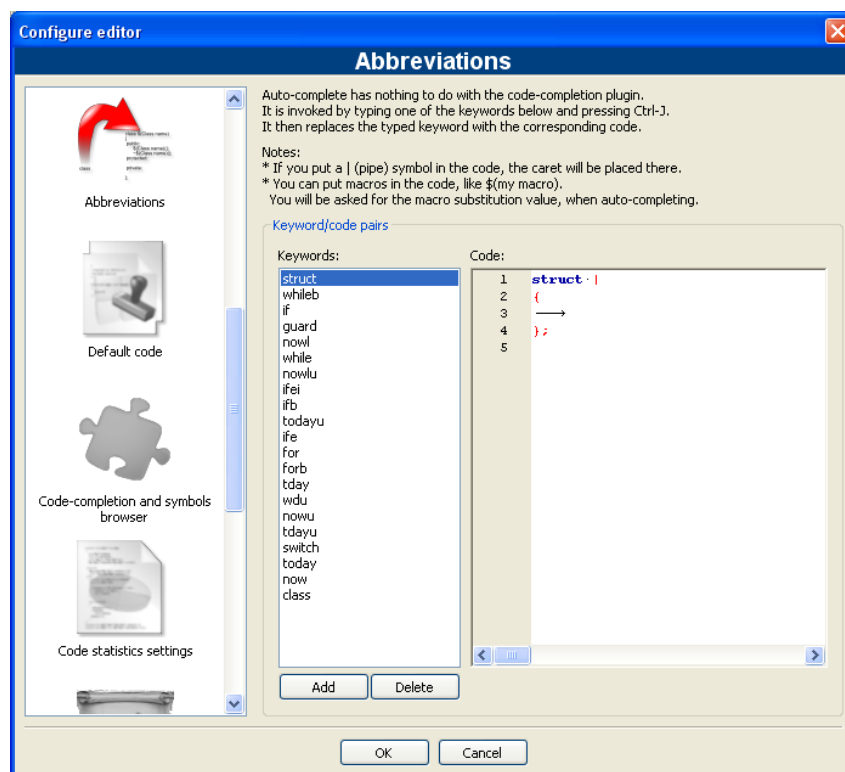 Configure editor
Abbreviations
Auto-complete has nothing to do with the code-completion plugin.
It is invoked by typing one of the keywords below and pressing Ctrl-J.
It then replaces the typed keyword with the corresponding code.
Notes:
* If you put a | (pipe) symbol in the code, the caret will be placed there.
* You can put macros in the code, like $(my macro).
You will be asked for the macro substitution value, when auto-completing.
Abbreviations
Default code
Code-completion and symbols
browser
Code statistics settings
Keyword/code pairs
Keywords:
struct
whileb
if
guard
nowl
while
nowlu
ifei
ifb
todayu
ife
for
forb
tday
wdu
nowu
tdayu
switch
today
now
class
Code:
1 struct·|
2 {
3
4 };
5
Add
Delete
OK
Cancel